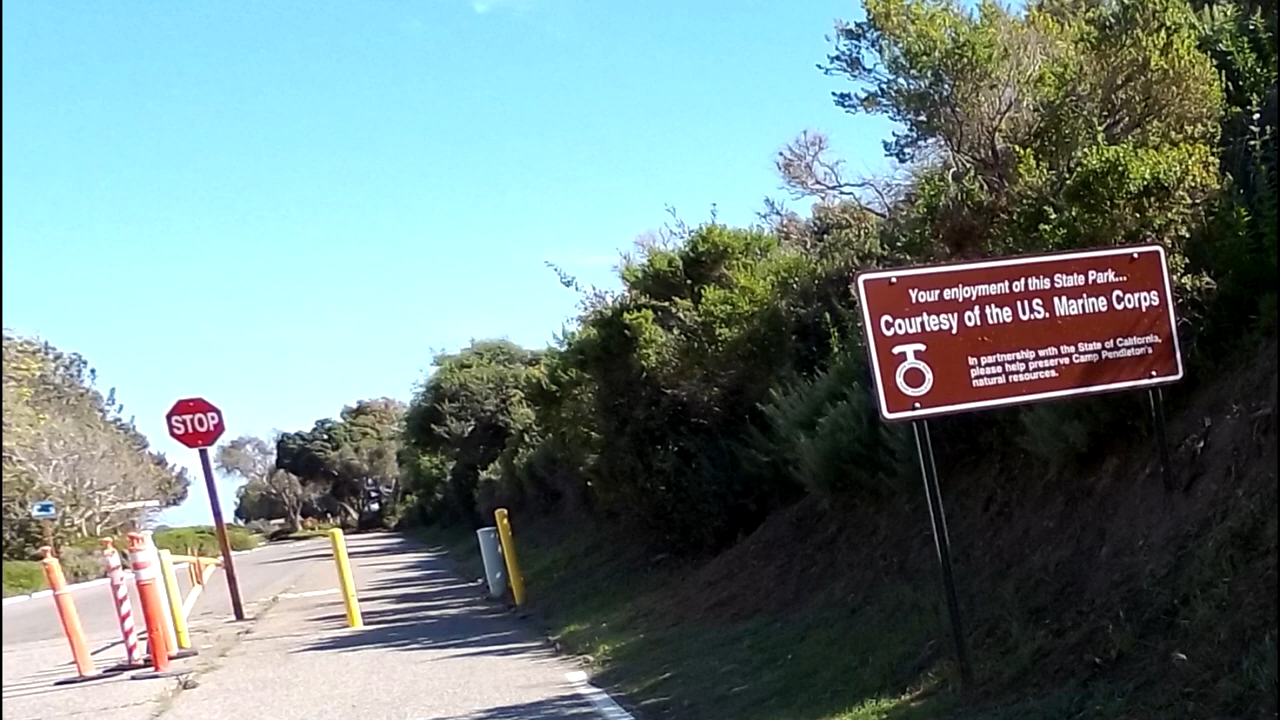 Your enjoyment of this State Park...
Courtesy of the U.S. Marine Corps
In partnership with the State of California,
please help preserve Camp Pendleton's
natural resources.
STOP